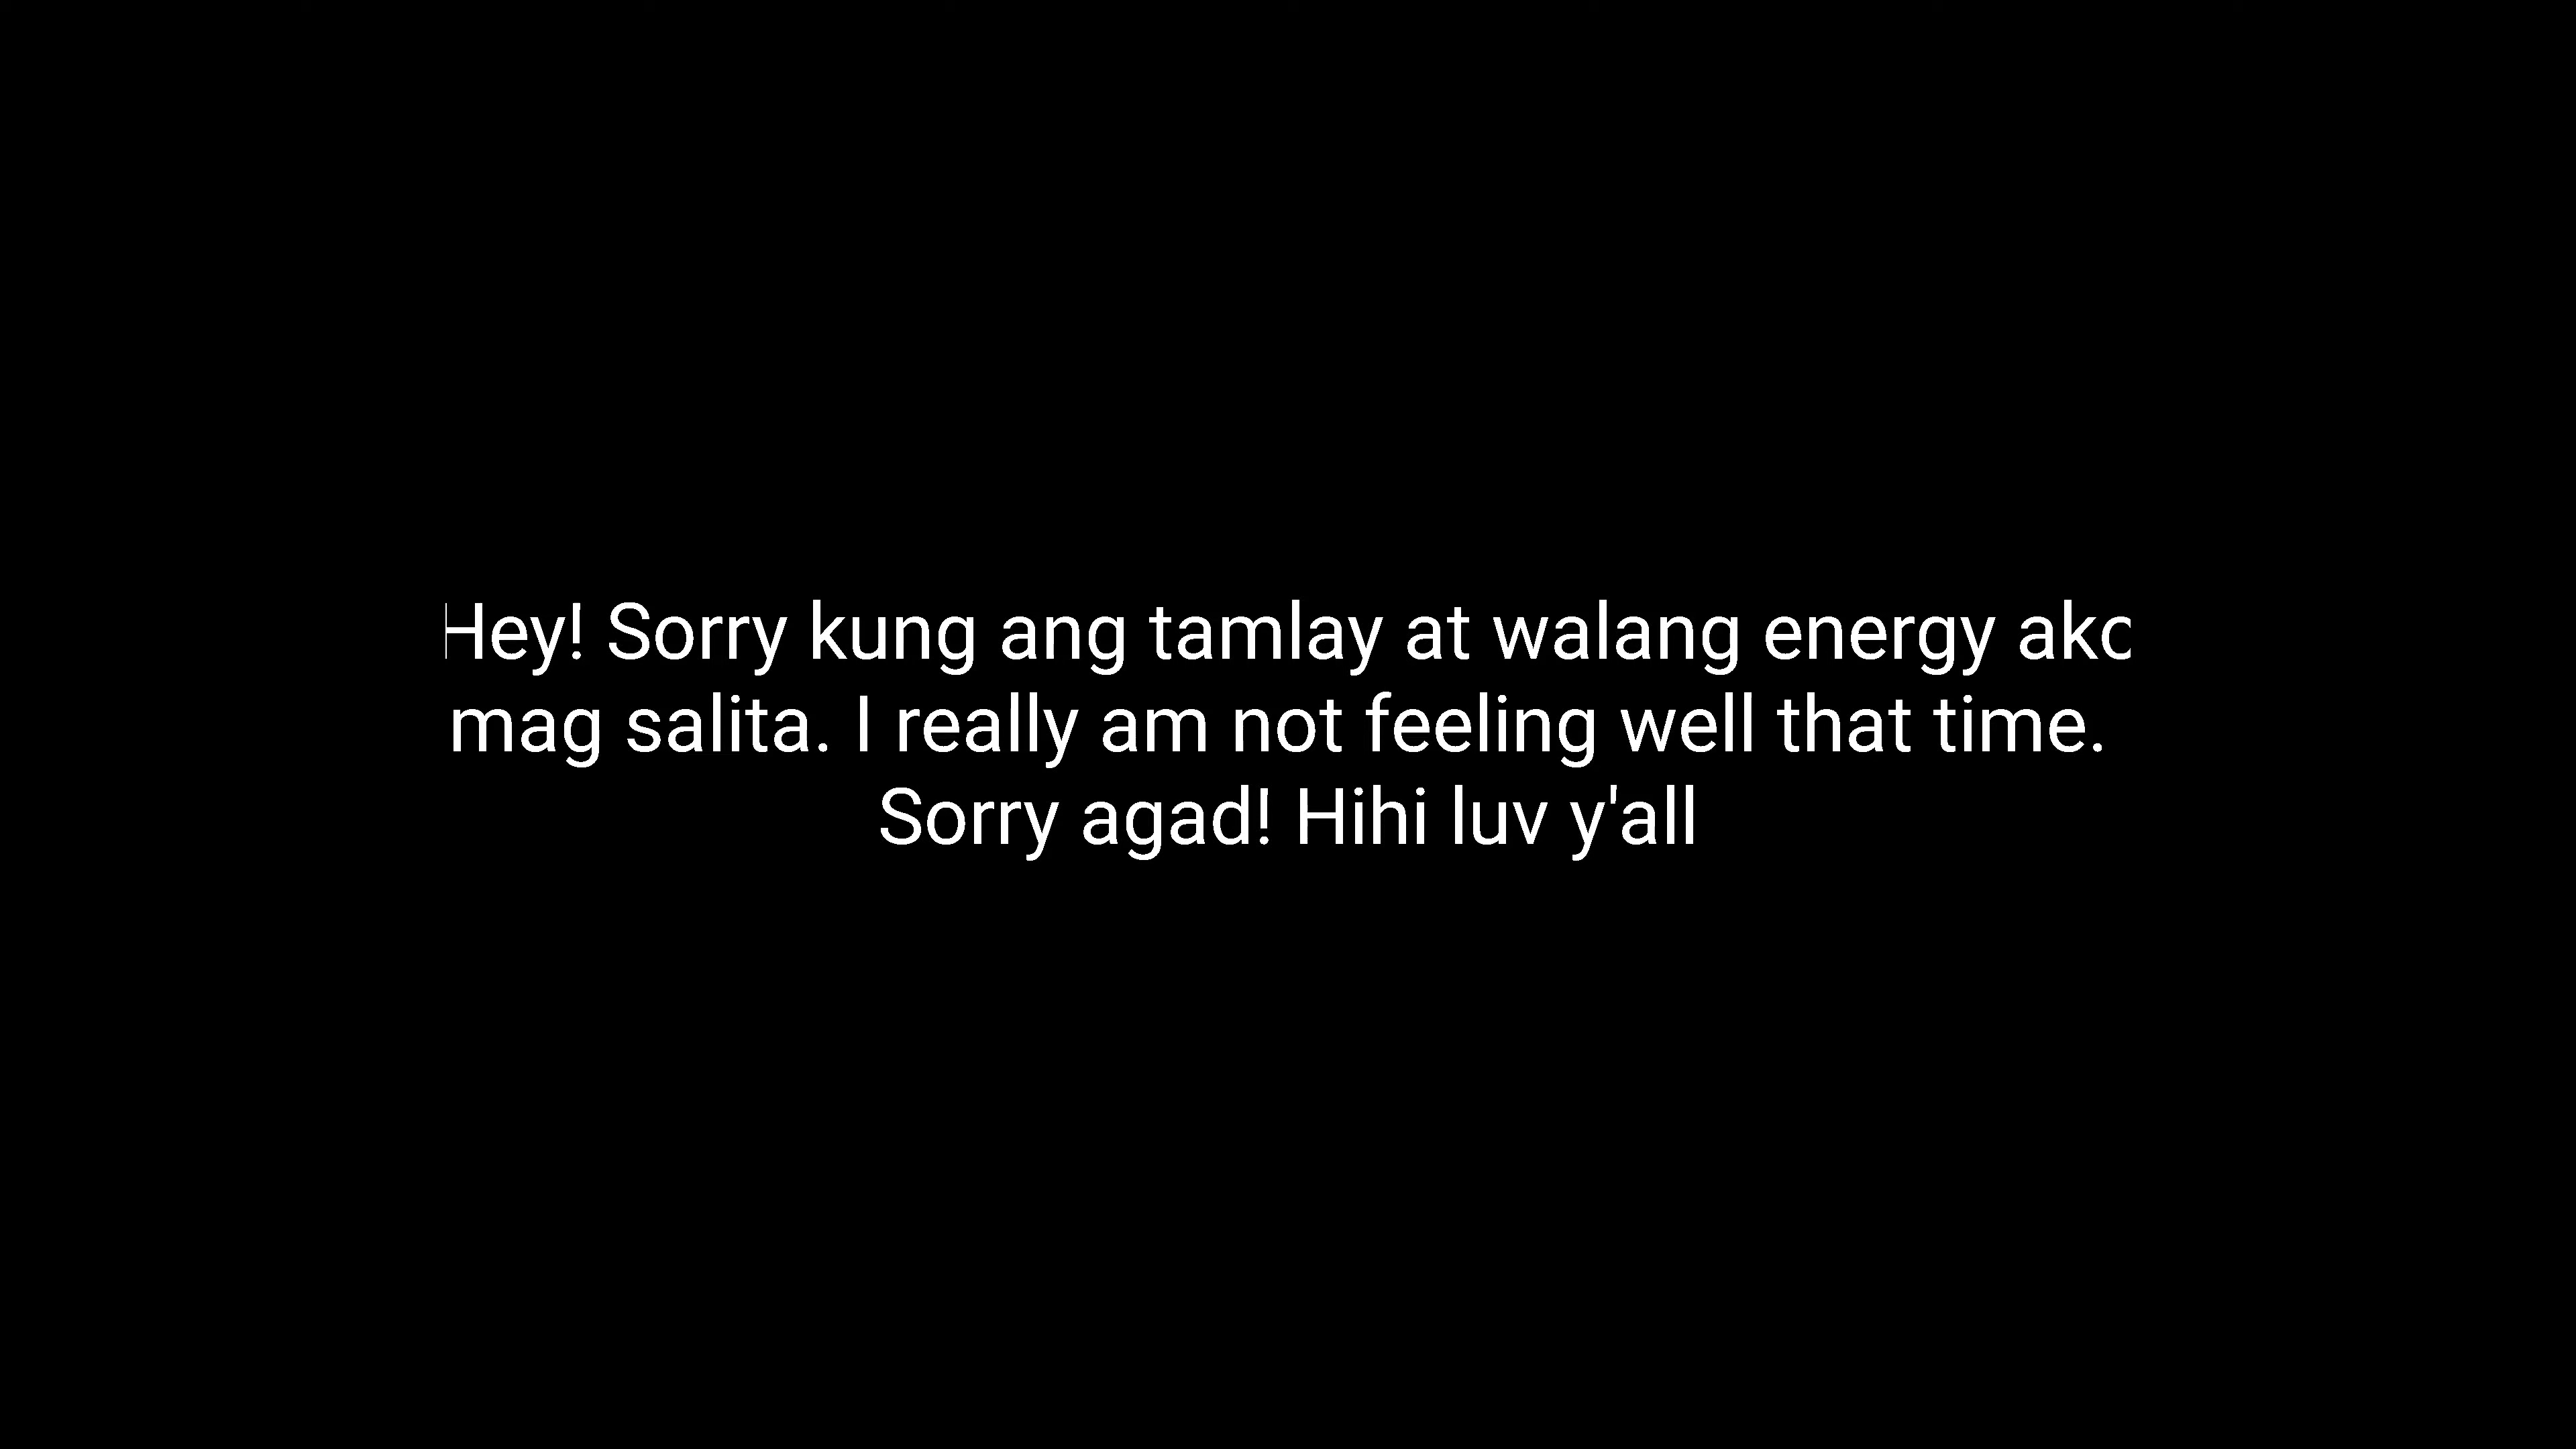 Hey! Sorry kung ang tamlay at walang energy ako
mag salita. I really am not feeling well that time.
Sorry agad! Hihi luv y'all